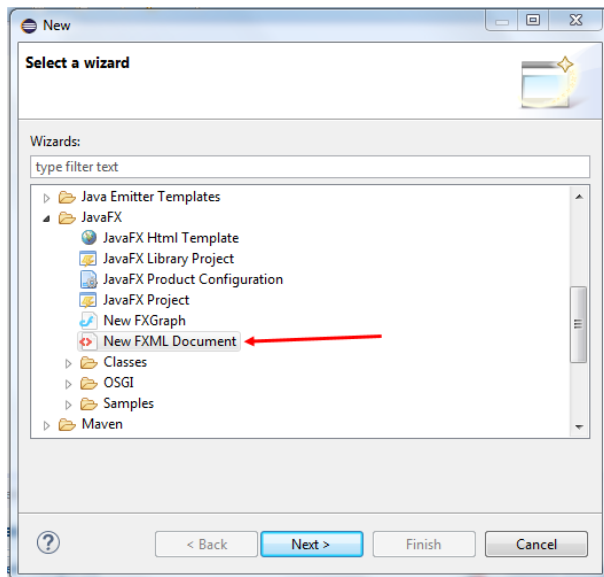 New
Select a wizard
Wizards:
type filter text
Java Emitter Templates
JavaFX
JavaFX Html Template
JavaFX Library Project
JavaFX Product Configuration
JavaFX Project
New FXGraph
New FXML Document
Classes
OSGI
Samples
Maven
? < Back Next > Finish Cancel